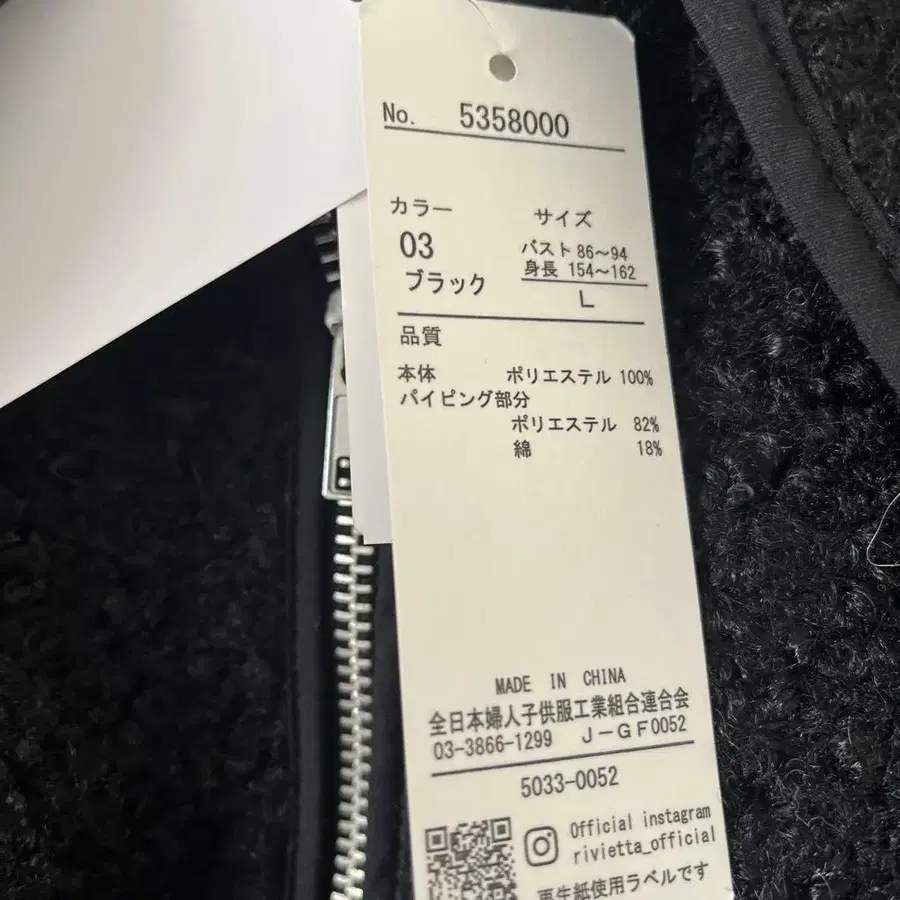 No. 5358000
カラー サイズ
03 バスト 86～94
ブラック 身長 154～162
L
品質
本体 ポリエステル 100%
パイピング部分
ポリエステル 82%
綿 18%
MADE IN CHINA
全日本婦人子供服工業組合連合会
03-3866-1299 J－GF0052
5033-0052
Official instagram
rivietta_official
再生紙使用ラベルです